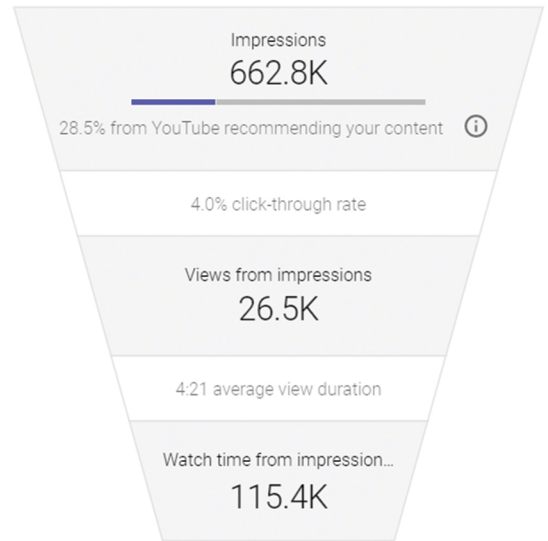 Impressions
662.8K
28.5% from YouTube recommending your content
4.0% click-through rate
Views from impressions
26.5K
4:21 average view duration
Watch time from impression...
115.4K